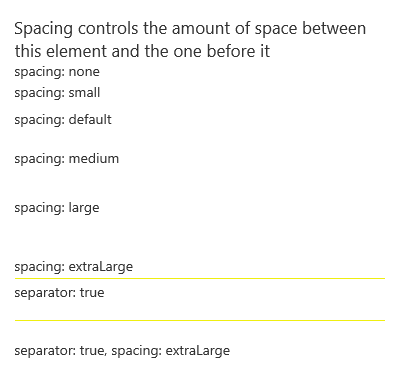 Spacing controls the amount of space between
this element and the one before it
spacing: none
spacing: small
spacing: default
spacing: medium
spacing: large
spacing: extraLarge
separator: true
separator: true, spacing: extraLarge